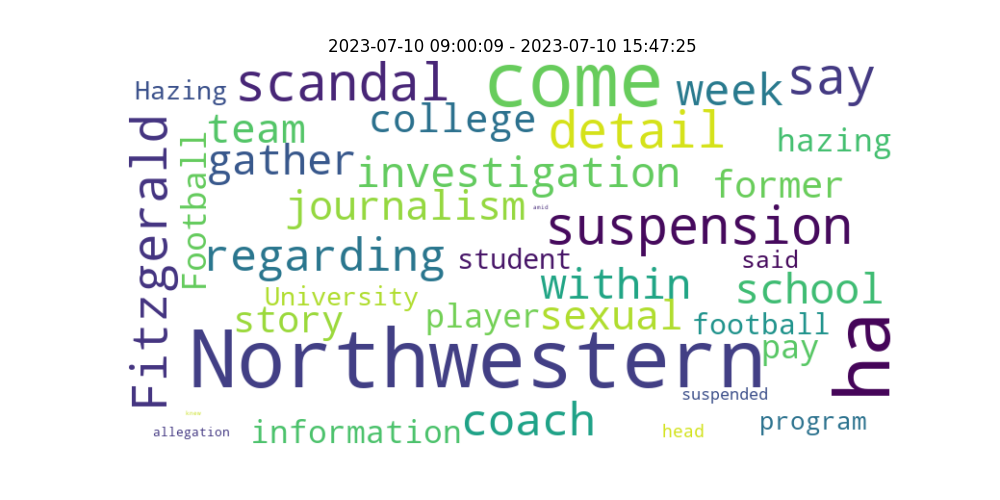 2023-07-10 09:00:09 - 2023-07-10 15:47:25
Hazing scandal come week say
team college detail hazing
Fitzgerald Football gather investigation former
journalism amid suspension
regarding student said
University within school
story player sexual football
Northwestern pay ha
suspended
allegation information coach head program